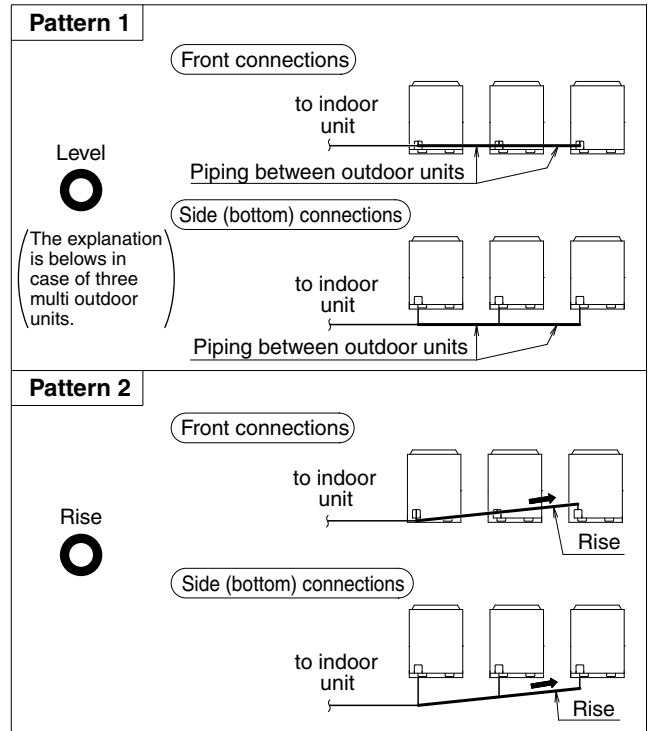 Pattern 1
Front connections
to indoor
unit
Level
Piping between outdoor units
Side (bottom) connections
(The explanation
is belows in
case of three
multi outdoor
units.)
to indoor
unit
Piping between outdoor units
Pattern 2
Front connections
to indoor
unit
Rise
Rise
Side (bottom) connections
to indoor
unit
Rise